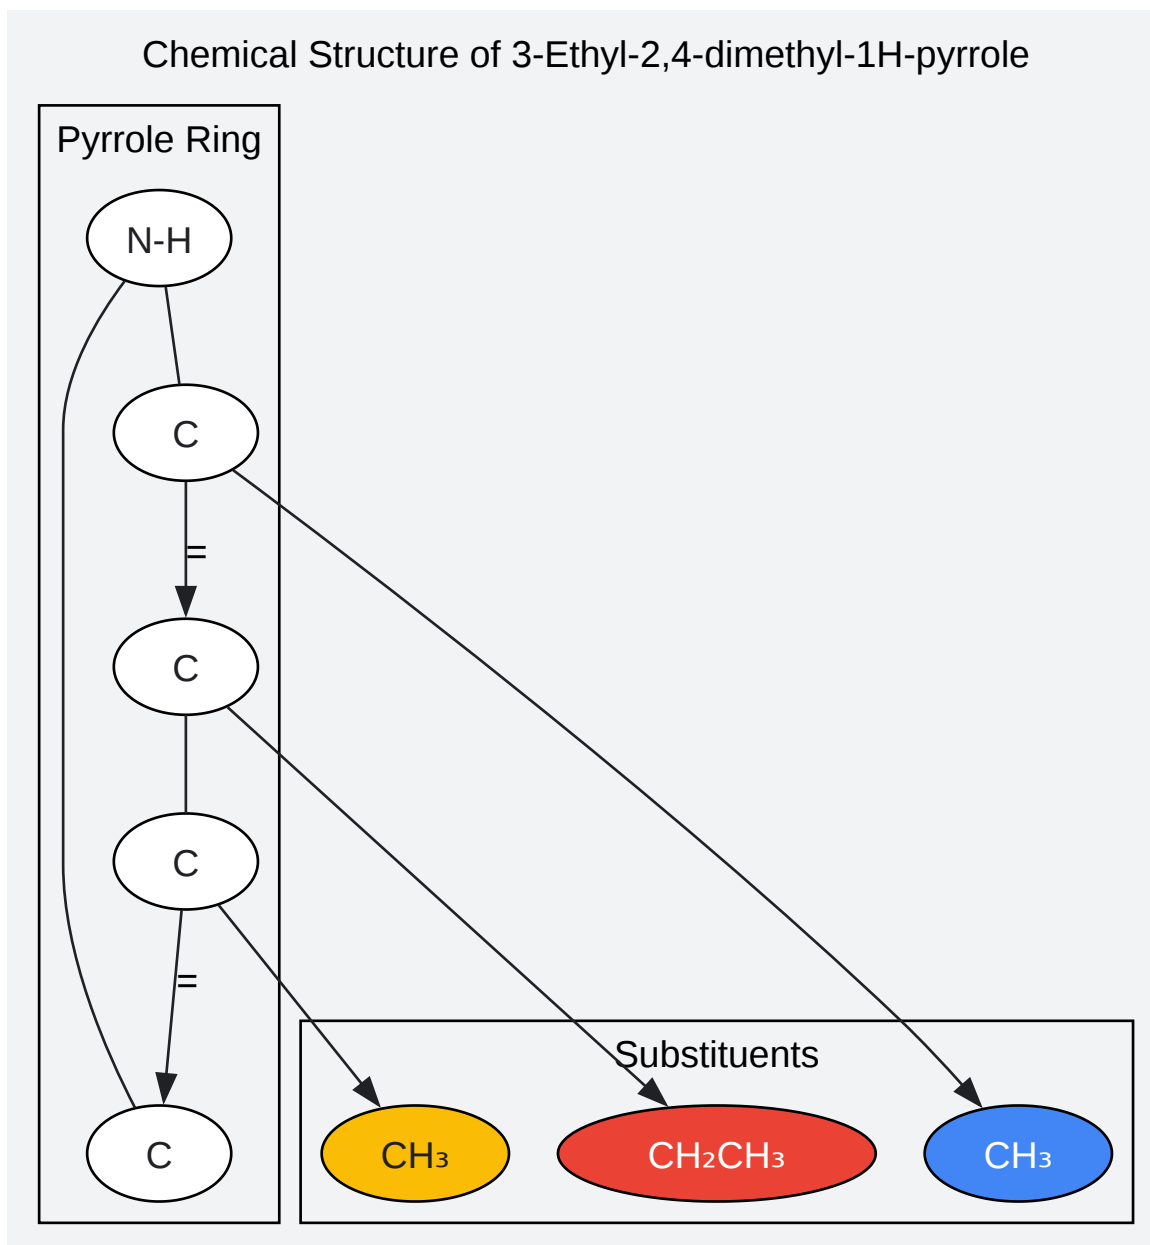 Chemical Structure of 3-Ethyl-2,4-dimethyl-1H-pyrrole
Pyrrole Ring
N-H
C
=
C
C
=
C
Substituents
CH₃
CH₂CH₃
CH₃